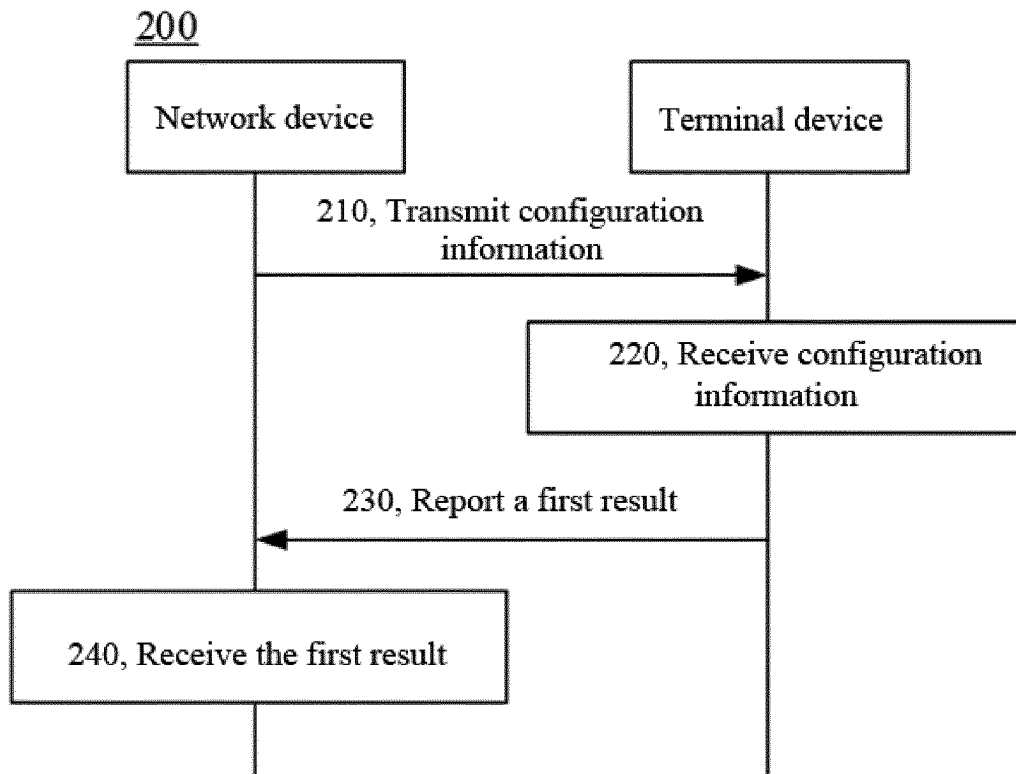 200
Network device
Terminal device
210, Transmit configuration
information
220, Receive configuration
information
230, Report a first result
240, Receive the first result